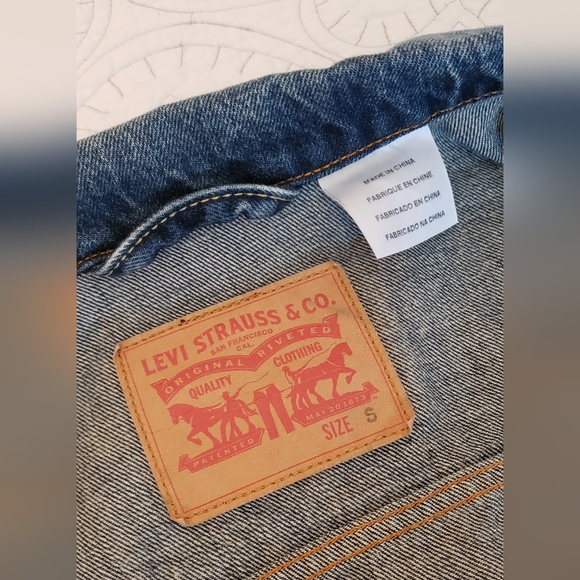 MADE IN CHINA
FABRIQUE EN CHINE
FABRICADO EN CHINA
FABRICADO NA CHINA
LEVI STRAUSS & CO.
SAN FRANCISCO
CAL.
ORIGINAL RIVETED
QUALITY CLOTHING
PATENTED MAY 20 1873
SIZE S